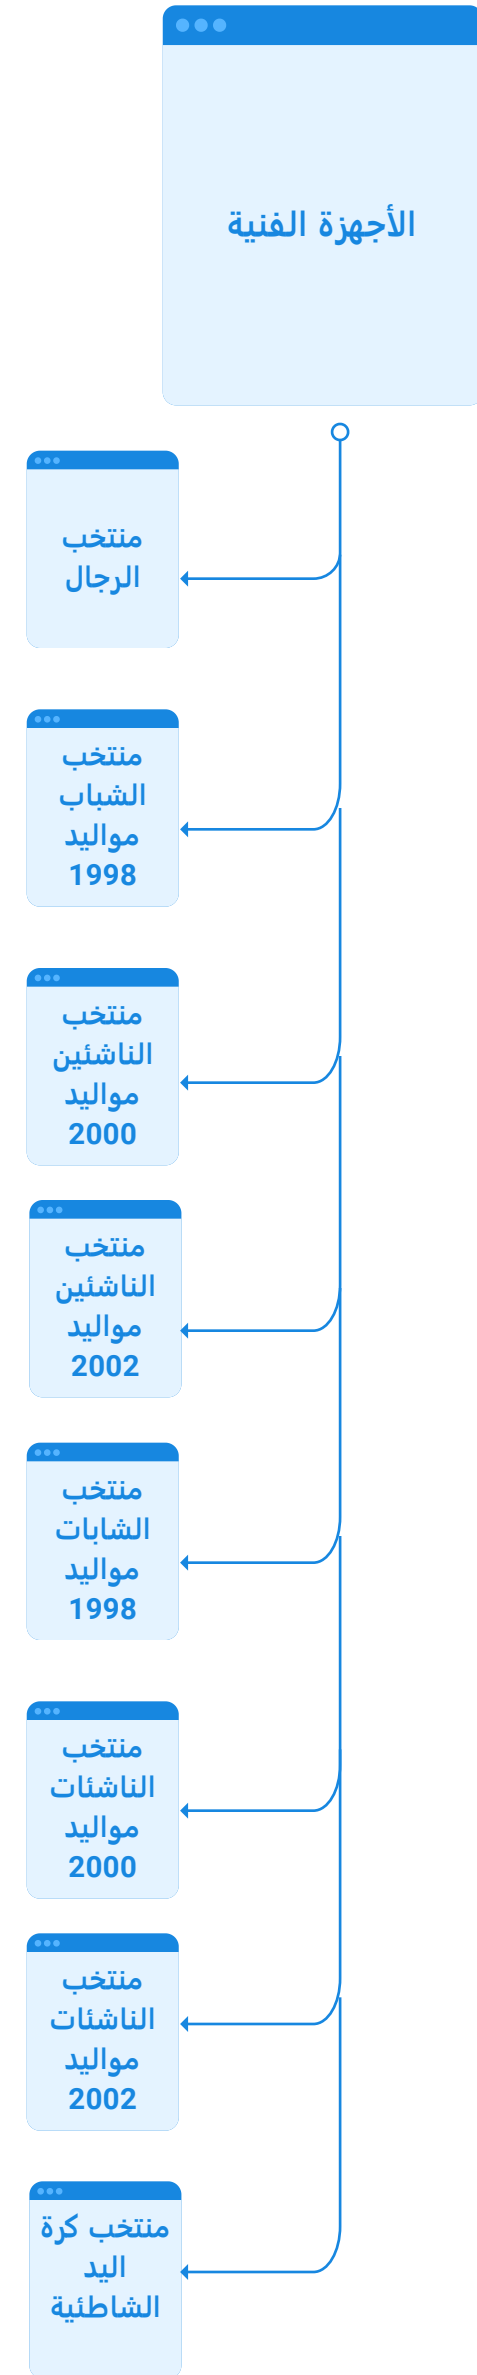 الأجهزة الفنية
منتخب
الرجال
منتخب
الشباب
مواليد
1998
منتخب
الناشئين
مواليد
2000
منتخب
الناشئين
مواليد
2002
منتخب
الشابات
مواليد
1998
منتخب
الناشئات
مواليد
2000
منتخب
الناشئات
مواليد
2002
منتخب كرة
اليد
الشاطئية